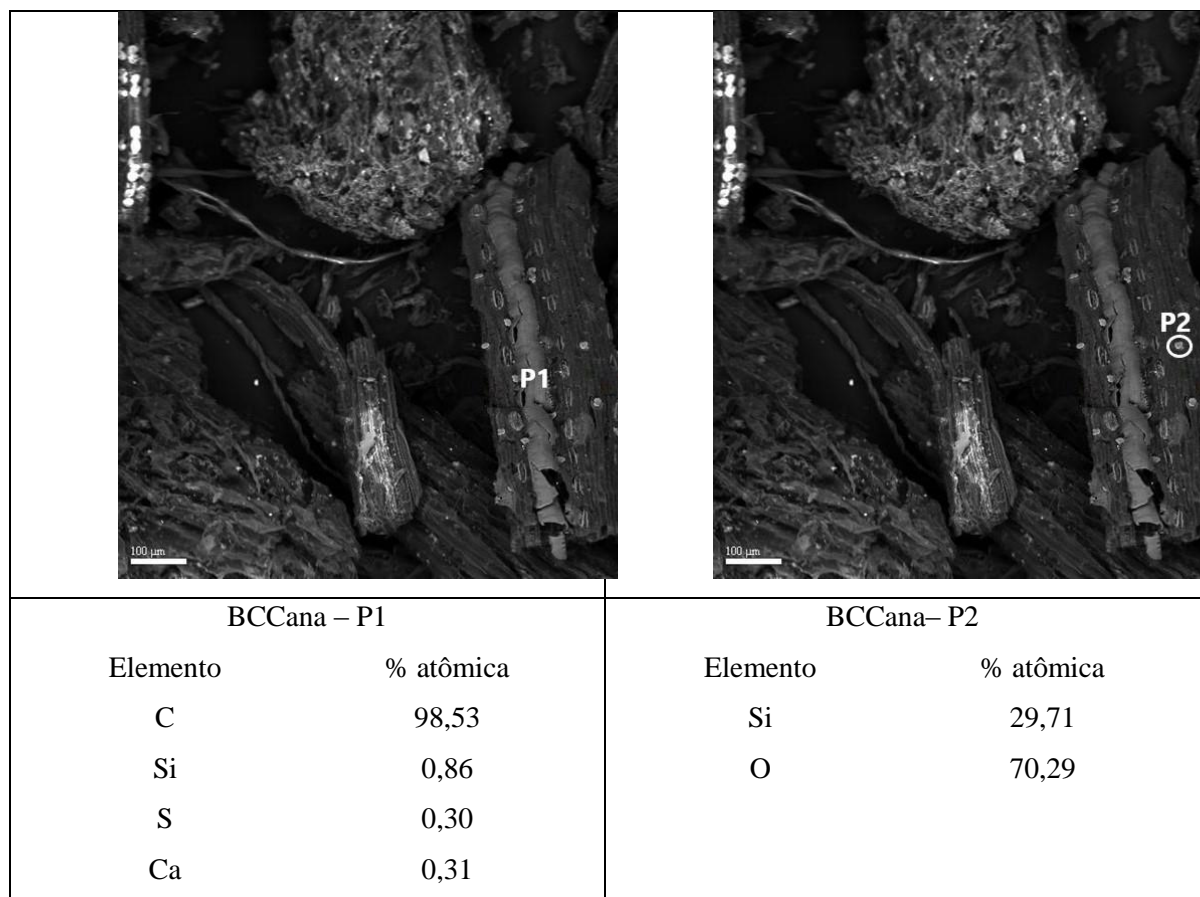 P1
100 µm
P2
100 µm
BCCana – P1
BCCana– P2
Elemento % atômica
Elemento % atômica
C 98,53
Si 29,71
Si 0,86
O 70,29
S 0,30
Ca 0,31